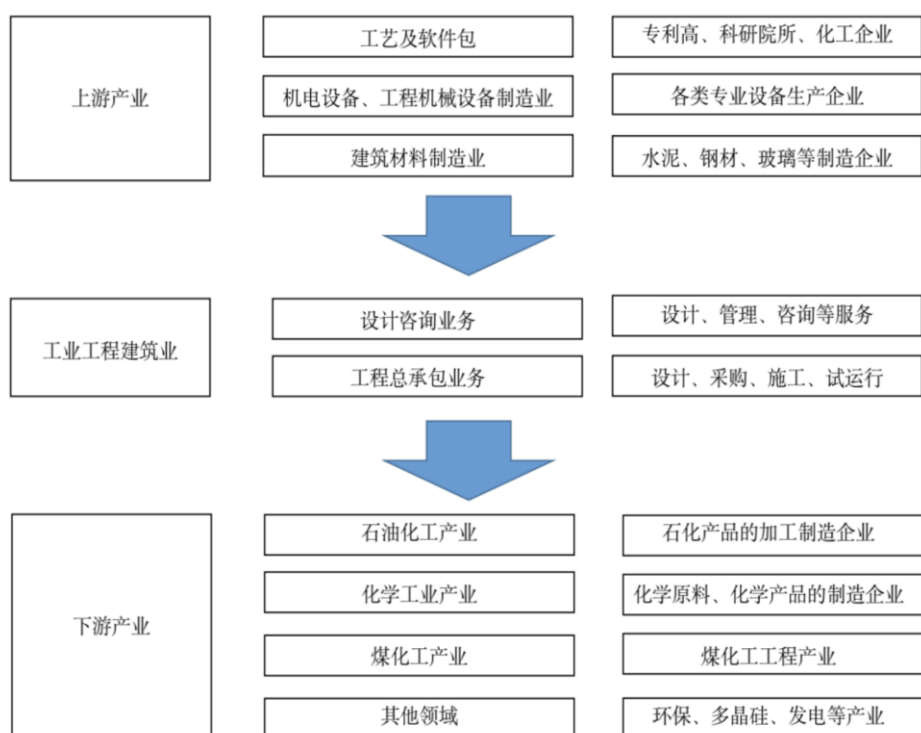 工艺及软件包
专利高、科研院所、化工企业
上游产业
机电设备、工程机械设备制造业
各类专业设备生产企业
建筑材料制造业
水泥、钢材、玻璃等制造企业
设计咨询业务
设计、管理、咨询等服务
工业工程建筑业
工程总承包业务
设计、采购、施工、试运行
石油化工产业
石化产品的加工制造企业
化学工业产业
化学原料、化学产品的制造企业
下游产业
煤化工产业
煤化工工程产业
其他领域
环保、多晶硅、发电等产业